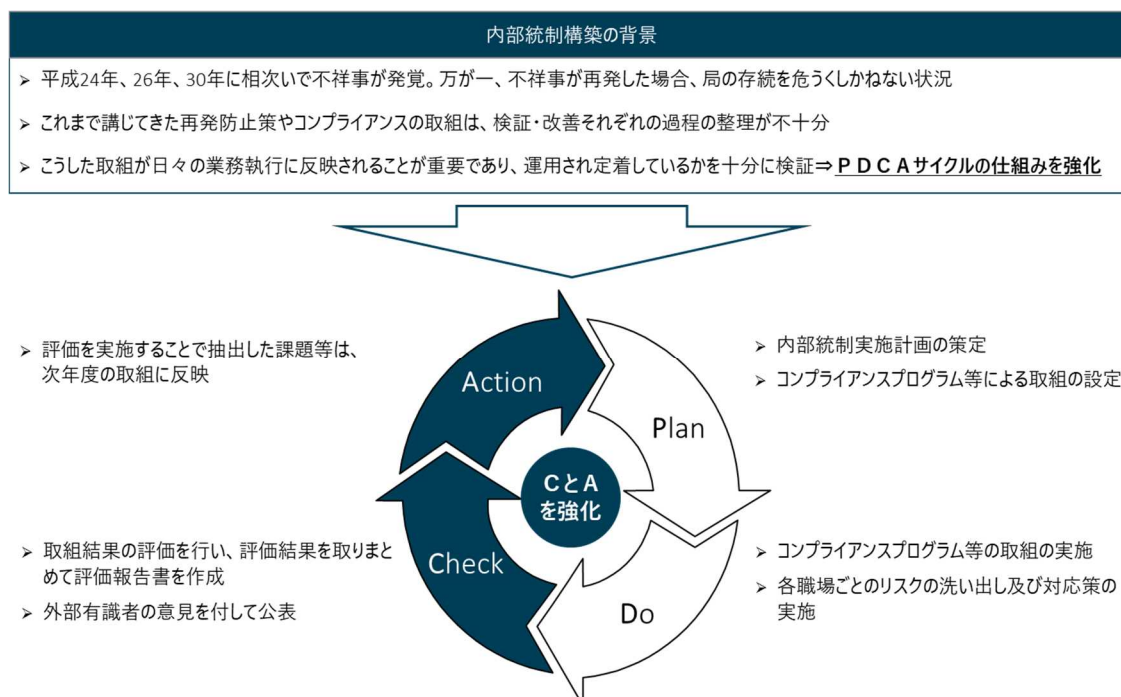 内部統制構築の背景
➢ 平成24年、26年、30年に相次いで不祥事が発覚。万が一、不祥事が再発した場合、局の存続を危うくしかねない状況
➢ これまで講じてきた再発防止策やコンプライアンスの取組は、検証・改善それぞれの過程の整理が不十分
➢ こうした取組が日々の業務執行に反映されることが重要であり、運用され定着しているかを十分に検証⇒ＰＤＣＡサイクルの仕組みを強化
➢ 評価を実施することで抽出した課題等は、
次年度の取組に反映
Action
➢ 内部統制実施計画の策定
➢ コンプライアンスプログラム等による取組の設定
Plan
ＣとＡ
を強化
➢ 取組結果の評価を行い、評価結果を取りまと
めて評価報告書を作成
➢ 外部有識者の意見を付して公表
Check
➢ コンプライアンスプログラム等の取組の実施
➢ 各職場ごとのリスクの洗い出し及び対応策の
実施
Do